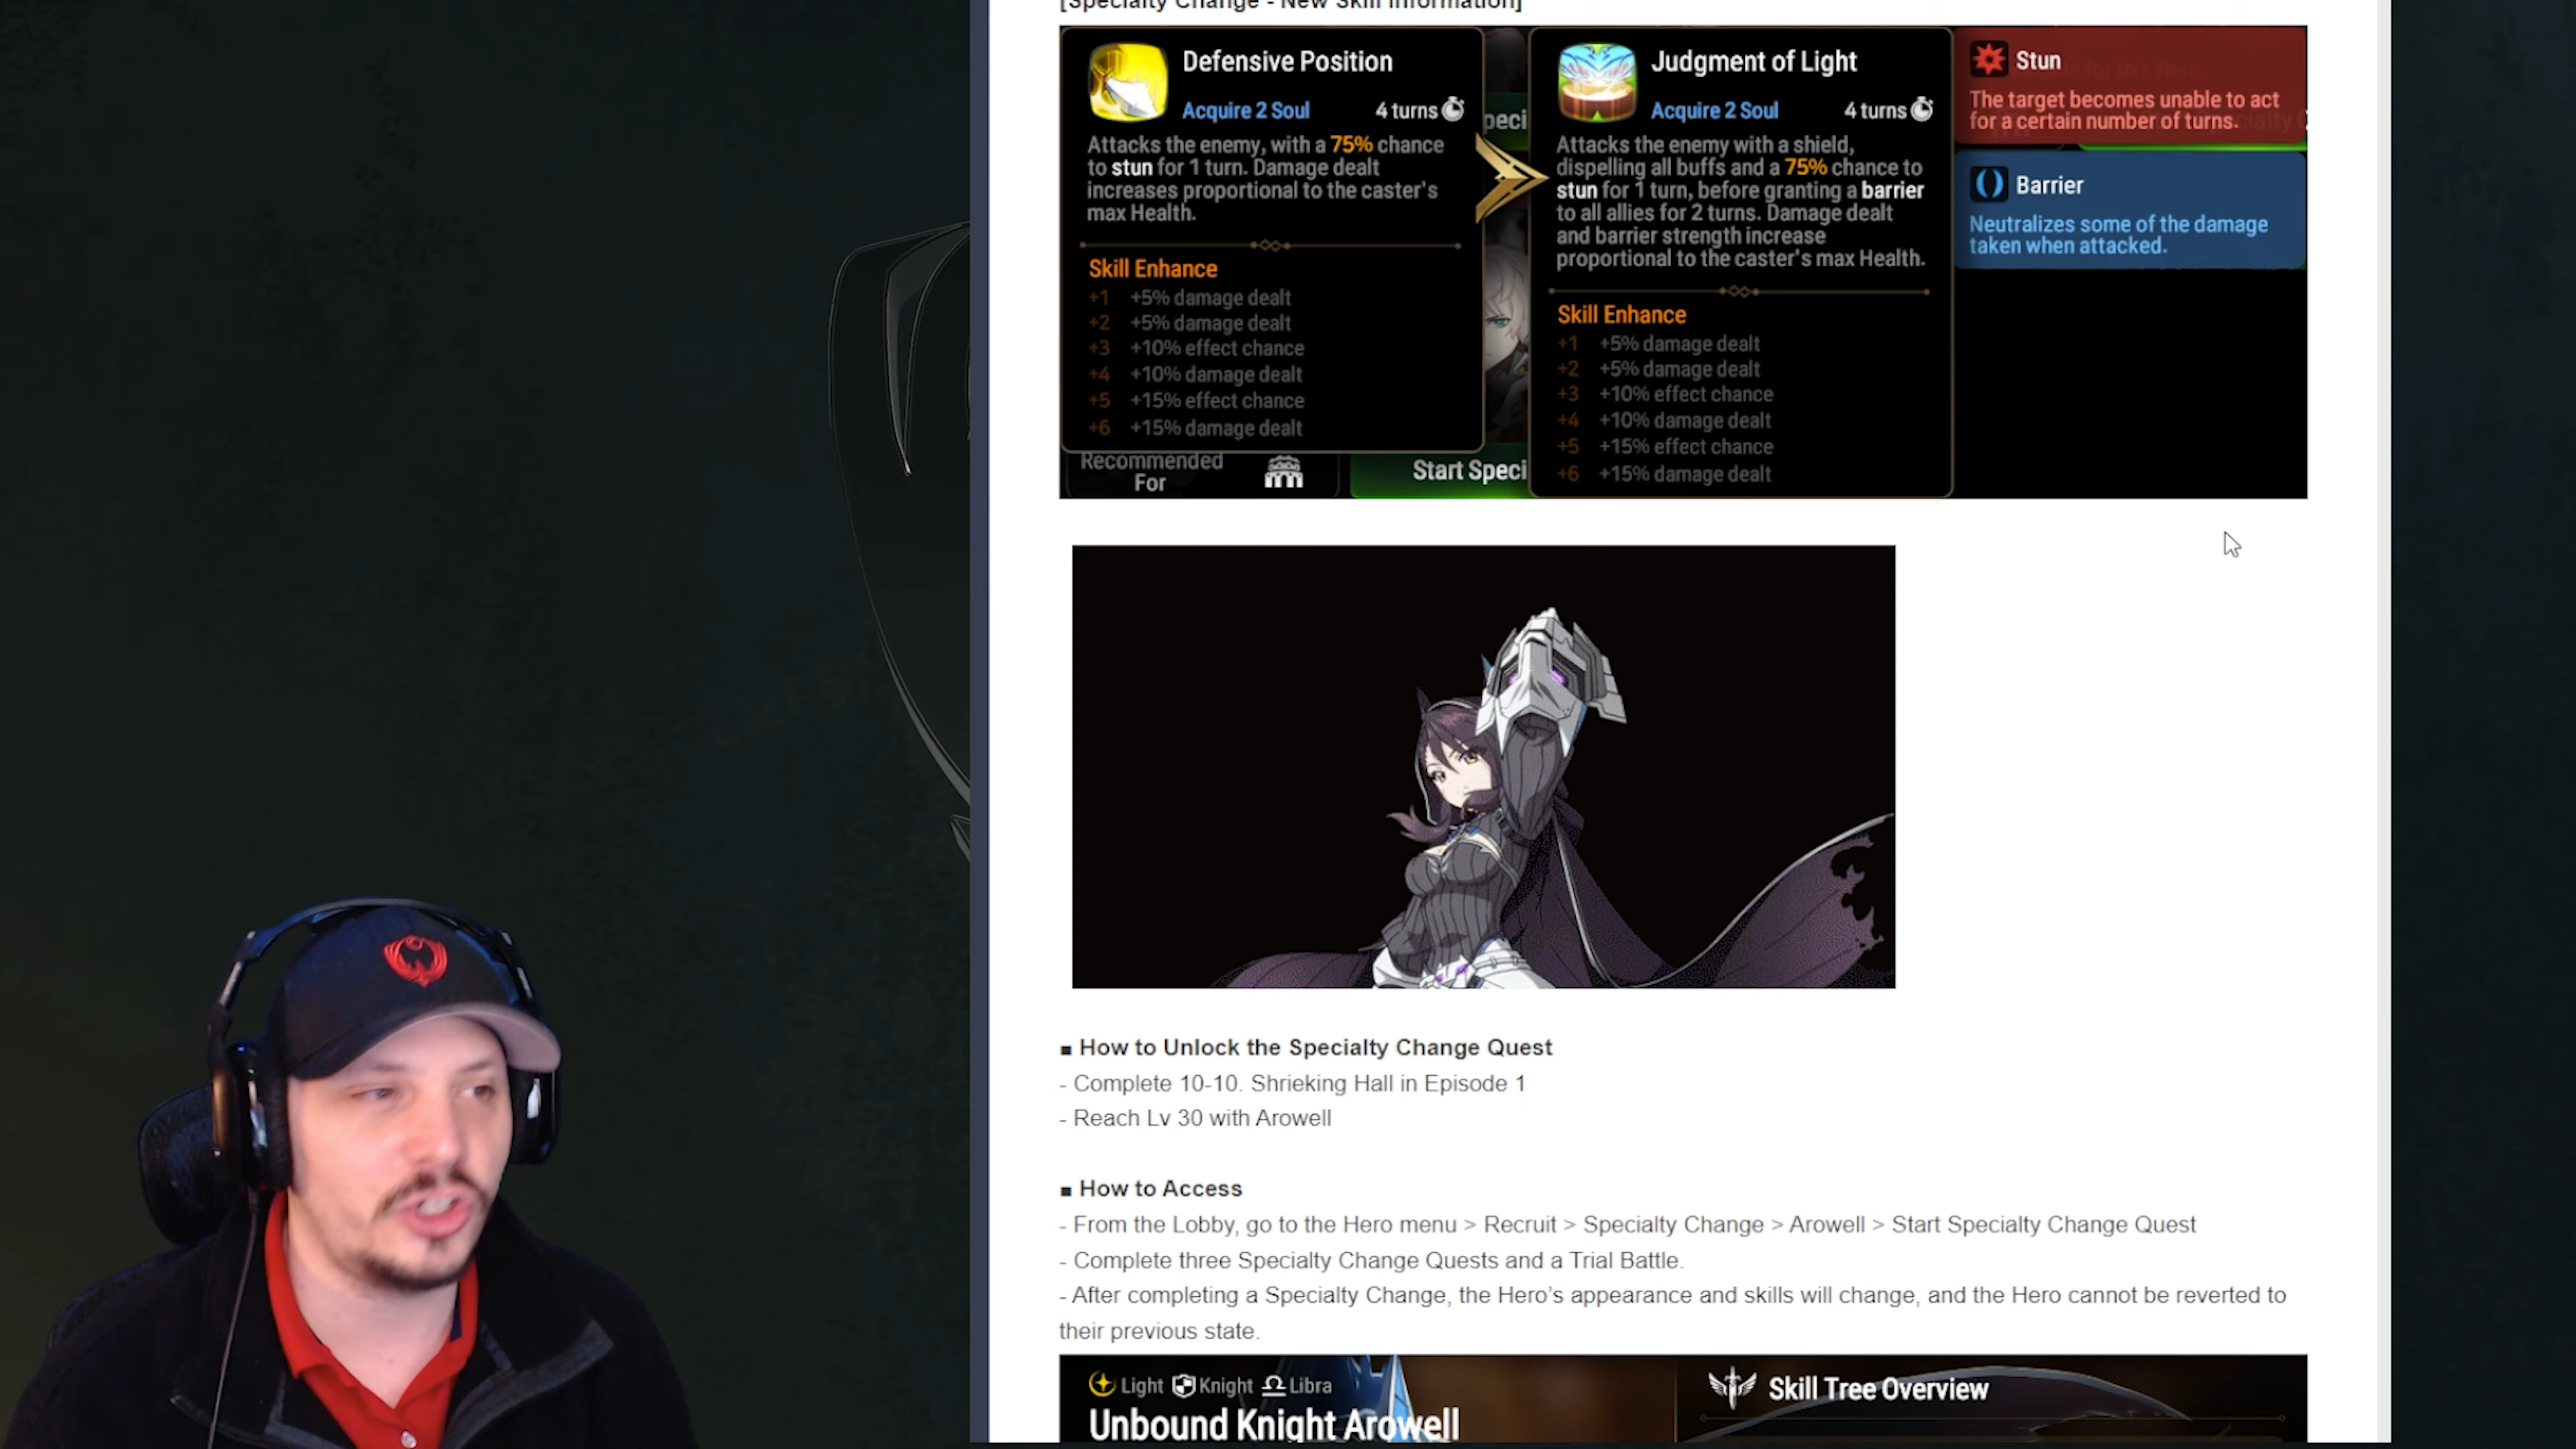 [Specialty Change - New Skill Information]
Defensive Position
Acquire 2 Soul 4 turns
Attacks the enemy, with a 75% chance
to stun for 1 turn. Damage dealt
increases proportional to the caster's
max Health.
Skill Enhance
+1 +5% damage dealt
+2 +5% damage dealt
+3 +10% effect chance
+4 +10% damage dealt
+5 +15% effect chance
+6 +15% damage dealt
Recommended
For
Start Speci
peci
Judgment of Light
Acquire 2 Soul 4 turns
Attacks the enemy with a shield,
dispelling all buffs and a 75% chance to
stun for 1 turn, before granting a barrier
to all allies for 2 turns. Damage dealt
and barrier strength increase
proportional to the caster's max Health.
Skill Enhance
+1 +5% damage dealt
+2 +5% damage dealt
+3 +10% effect chance
+4 +10% damage dealt
+5 +15% effect chance
+6 +15% damage dealt
Stun
The target becomes unable to act
for a certain number of turns.
Barrier
Neutralizes some of the damage
taken when attacked.
■ How to Unlock the Specialty Change Quest
- Complete 10-10. Shrieking Hall in Episode 1
- Reach Lv 30 with Arowell
■ How to Access
- From the Lobby, go to the Hero menu > Recruit > Specialty Change > Arowell > Start Specialty Change Quest
- Complete three Specialty Change Quests and a Trial Battle.
- After completing a Specialty Change, the Hero’s appearance and skills will change, and the Hero cannot be reverted to
their previous state.
Light Knight Libra
Unbound Knight Arowell
Skill Tree Overview